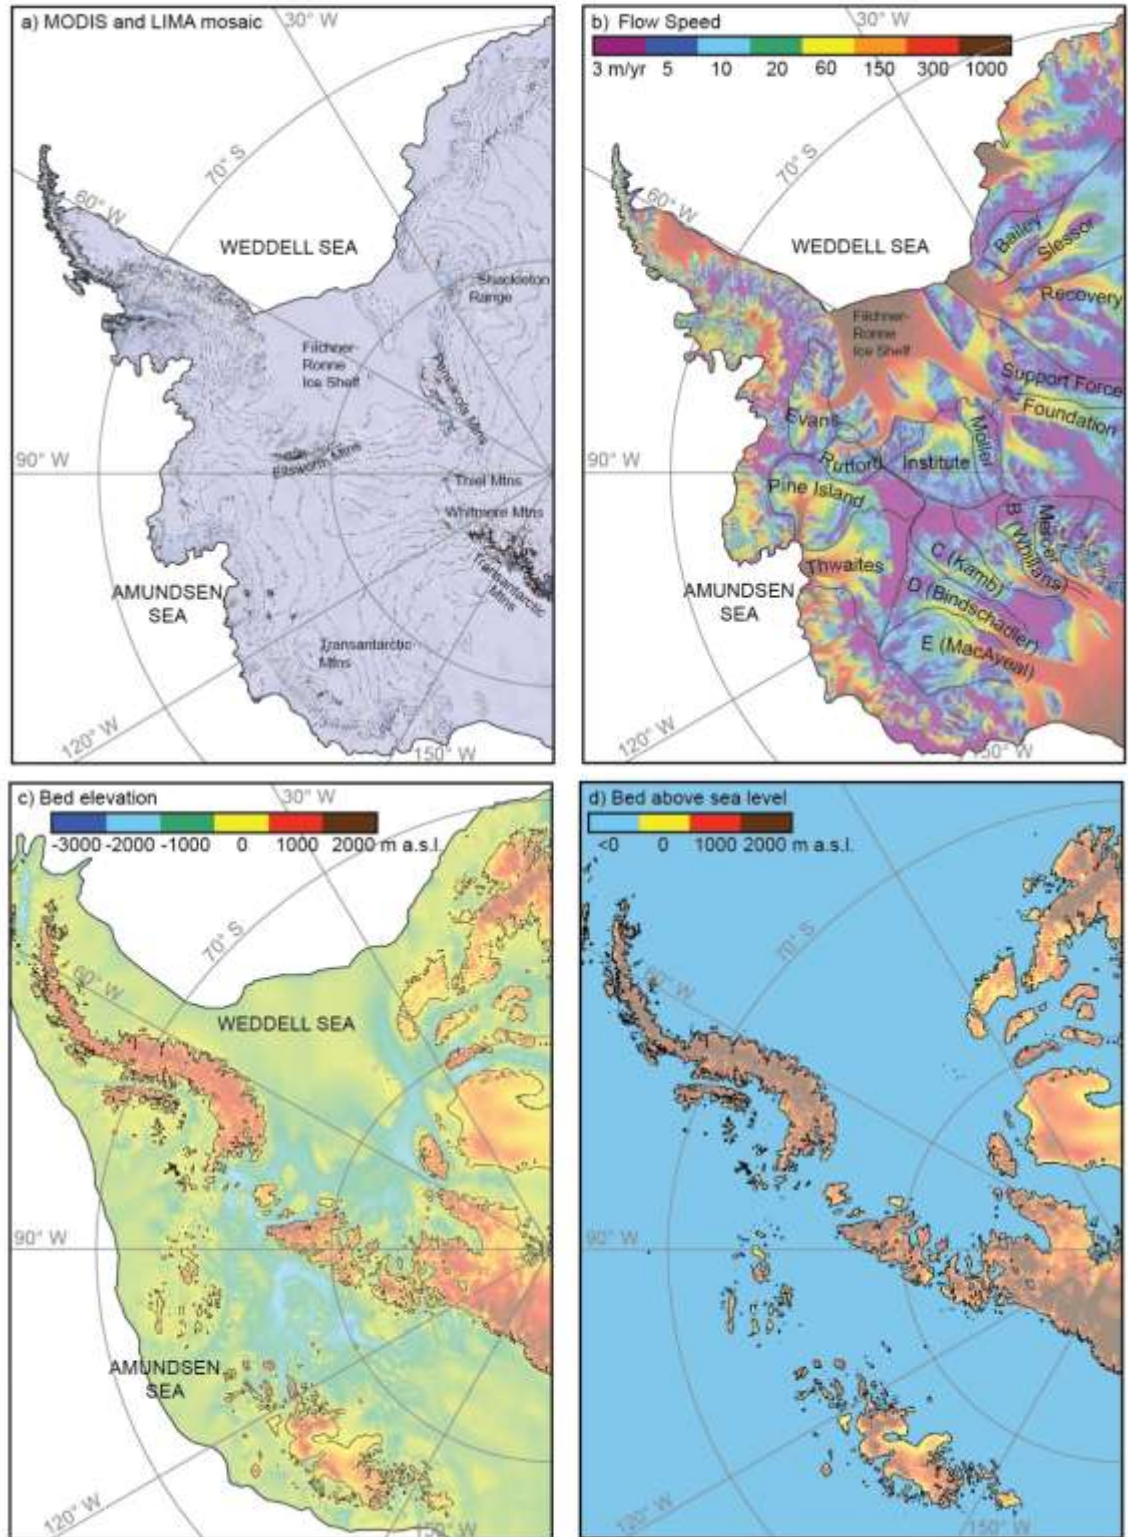 a) MODIS and LIMA mosaic
30° W
70° S
60° W
WEDDELL SEA
Shackleton
Range
Filchner-
Ronne
Ice Shelf
Pensacola Mtns
Ellsworth Mtns
90° W
Thiel Mtns
Whitmore Mtns
Transantarctic
Mtns
AMUNDSEN
SEA
Transantarctic
Mtns
120° W
150° W
b) Flow Speed
3 m/yr 5 10 20 60 150 300 1000
30° W
70° S
60° W
WEDDELL SEA
Bailey
Slessor
Recovery
Filchner-
Ronne
Ice Shelf
Support Force
Foundation
Evans
Moller
Rutford
Institute
90° W
Pine Island
Mercer
B (Whillans)
C (Kamb)
Thwaites
D (Bindschadler)
E (MacAyeal)
AMUNDSEN
SEA
120° W
150° W
c) Bed elevation
30° W
-3000 -2000 -1000 0 1000 2000 m a.s.l.
70° S
60° W
WEDDELL SEA
90° W
AMUNDSEN
SEA
120° W
150° W
d) Bed above sea level
30° W
<0 0 1000 2000 m a.s.l.
70° S
60° W
90° W
120° W
150° W